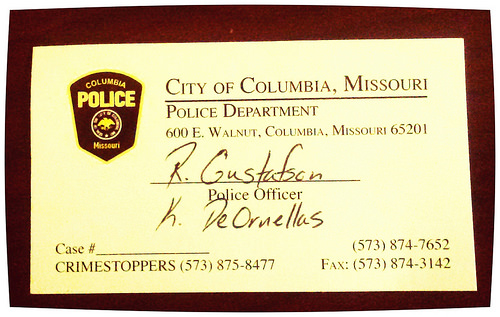 COLUMBIA
POLICE
Missouri
CITY OF COLUMBIA, MISSOURI
POLICE DEPARTMENT
600 E. WALNUT, COLUMBIA, MISSOURI 65201
R. Gustafson
Police Officer
K. DeOrnellas
Case #
(573) 874-7652
CRIMESTOPPERS (573) 875-8477
FAX: (573) 874-3142